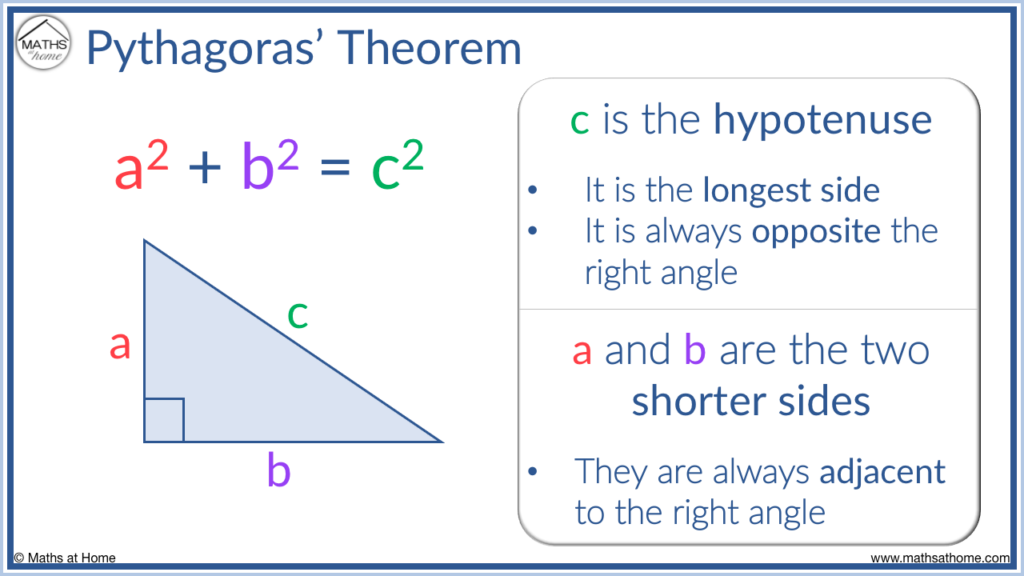 MATHS
at home
Pythagoras’ Theorem
a² + b² = c²
a
c
b
c is the hypotenuse
• It is the longest side
• It is always opposite the
right angle
a and b are the two
shorter sides
• They are always adjacent
to the right angle
© Maths at Home
www.mathsathome.com